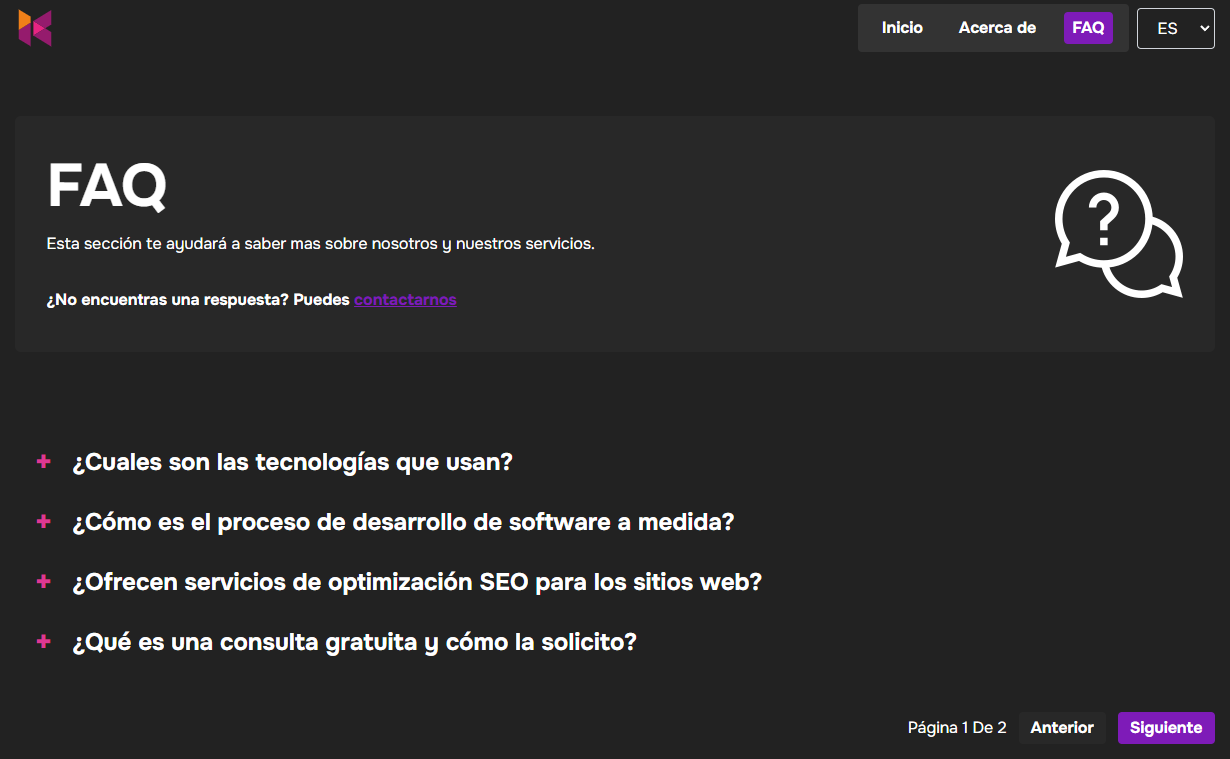 Inicio Acerca de FAQ ES
FAQ
Esta sección te ayudará a saber mas sobre nosotros y nuestros servicios.
¿No encuentras una respuesta? Puedes contactarnos
¿Cuales son las tecnologías que usan?
¿Cómo es el proceso de desarrollo de software a medida?
¿Ofrecen servicios de optimización SEO para los sitios web?
¿Qué es una consulta gratuita y cómo la solicito?
Página 1 De 2 Anterior Siguiente